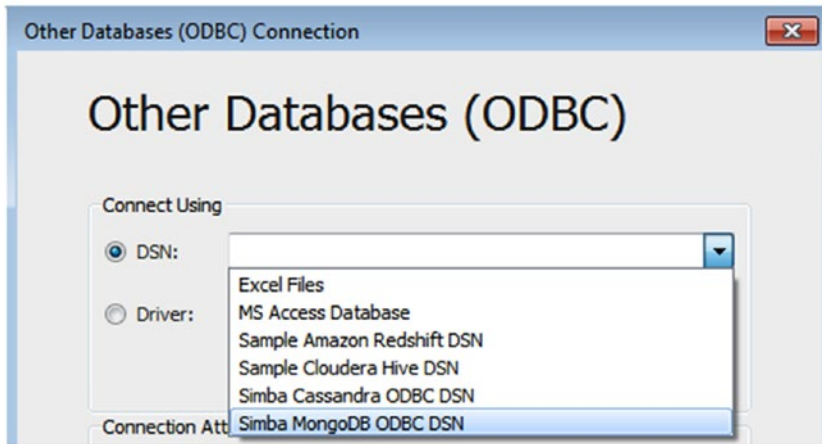 Other Databases (ODBC) Connection
Other Databases (ODBC)
Connect Using
DSN:
Excel Files
Driver:
MS Access Database
Sample Amazon Redshift DSN
Sample Cloudera Hive DSN
Simba Cassandra ODBC DSN
Connection Att
Simba MongoDB ODBC DSN